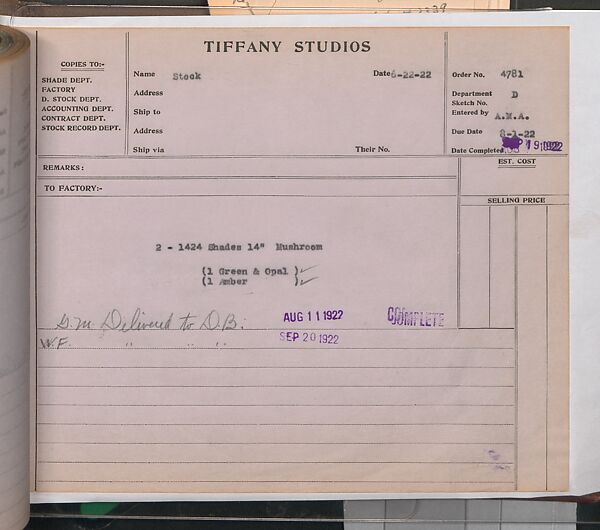 TIFFANY STUDIOS
COPIES TO:-
SHADE DEPT.
FACTORY
D. STOCK DEPT.
ACCOUNTING DEPT.
CONTRACT DEPT.
STOCK RECORD DEPT.
Name Stock
Date 6-22-22
Address
Ship to
Address
Ship via
Their No.
Order No. 4781
Department D
Sketch No.
Entered by A.M.A.
Due Date 8-1-22
Date Completed SEP 19 1922
REMARKS:
EST. COST
TO FACTORY:-
SELLING PRICE
2 - 1424 Shades 14" Mushroom
(1 Green & Opal )✓
(1 Amber )✓
G.M. Delivered to D.B. AUG 11 1922 COMPLETE
W.F. " " " SEP 20 1922